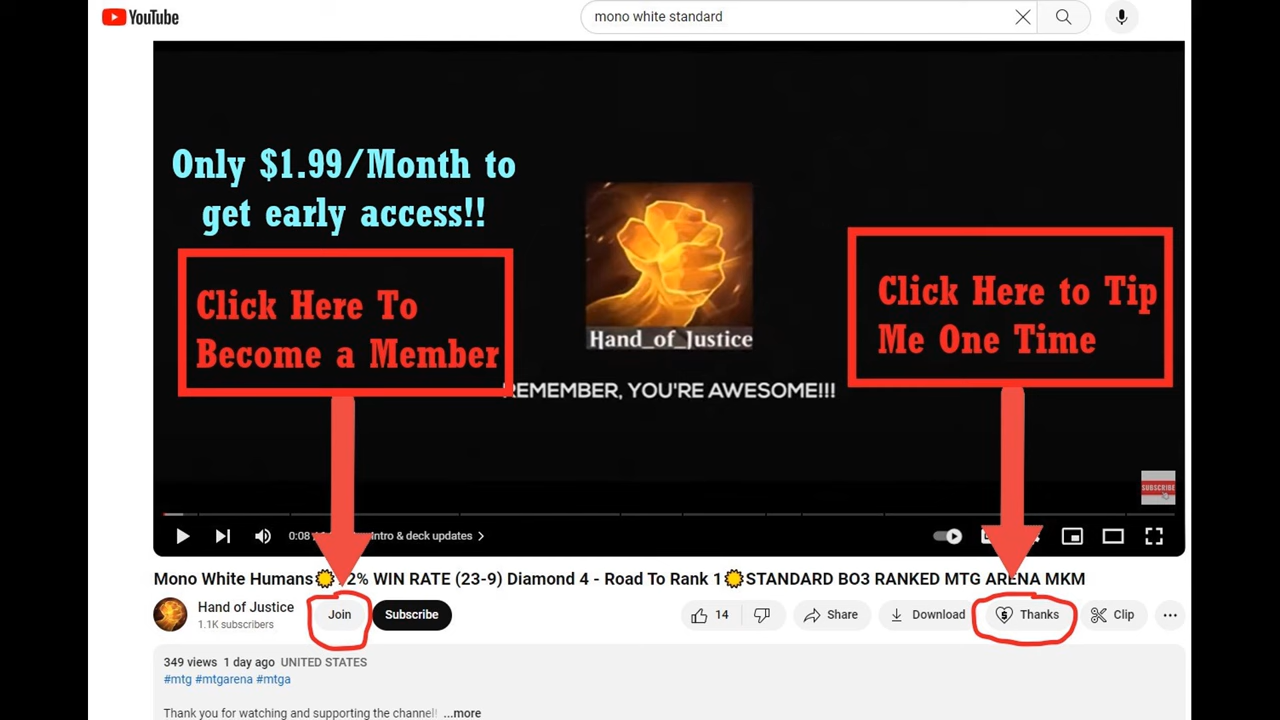 YouTube
mono white standard
Only $1.99/Month to
get early access!!
Click Here To
Become a Member
Click Here to Tip
Me One Time
Hand_of_Justice
REMEMBER, YOU'RE AWESOME!!!
SUBSCRIBE
0:08
Intro & deck updates
Mono White Humans 2% WIN RATE (23-9) Diamond 4 - Road To Rank 1 STANDARD BO3 RANKED MTG ARENA MKM
Hand of Justice
1.1K subscribers
Join
Subscribe
14
Share
Download
Thanks
Clip
349 views 1 day ago UNITED STATES
#mtg #mtgarena #mtga
Thank you for watching and supporting the channel! ...more